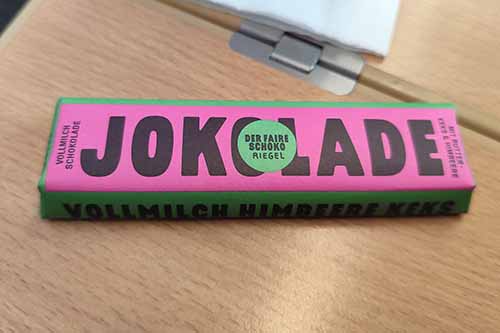 VOLLMILCH
SCHOKOLADE
JOKOLADE
DER FAIRE
SCHOKO
RIEGEL
MIT BUTTER
KEKS & HIMBEERE
VOLLMILCH HIMBEERE KEKS